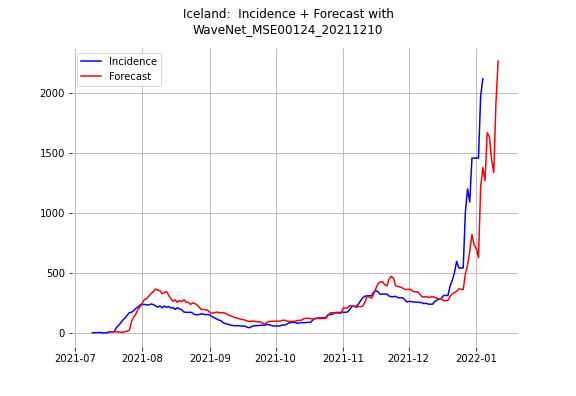 Iceland:  Incidence + Forecast with
WaveNet_MSE00124_20211210
Incidence
Forecast
2000
1500
1000
500
0
2021-07 2021-08 2021-09 2021-10 2021-11 2021-12 2022-01